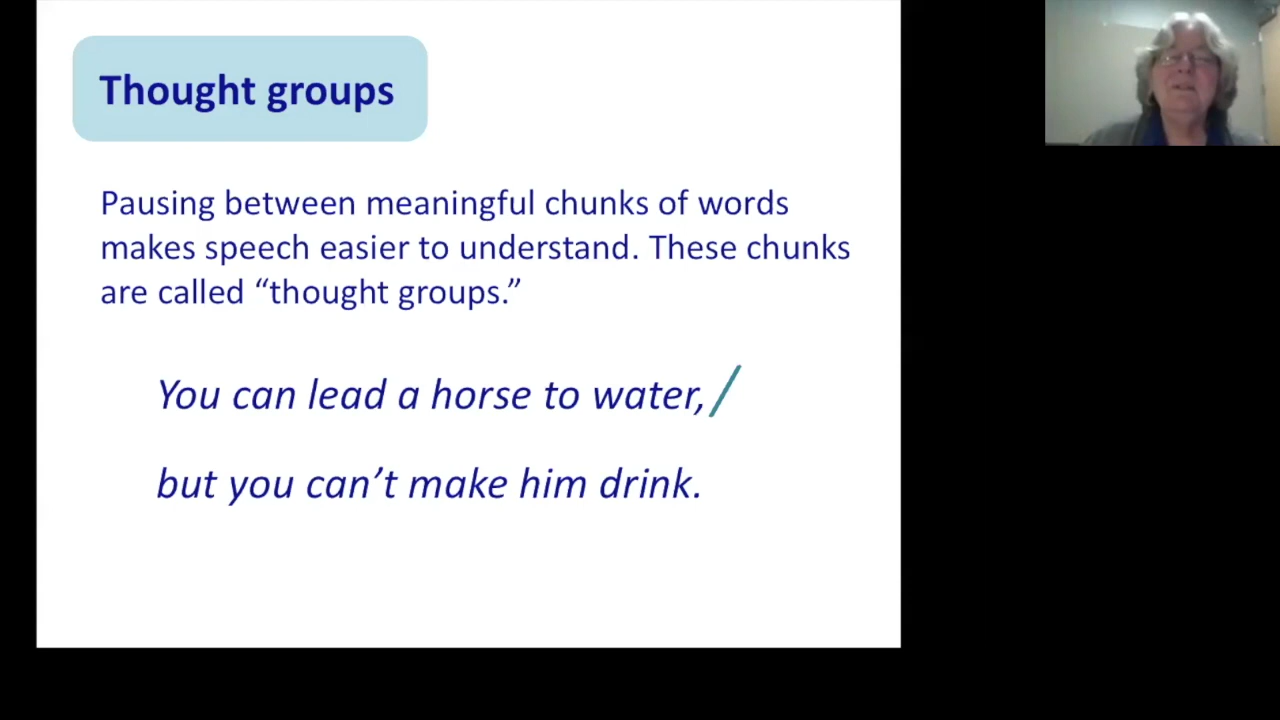 Thought groups
Pausing between meaningful chunks of words
makes speech easier to understand. These chunks
are called “thought groups.”
You can lead a horse to water, /
but you can’t make him drink.